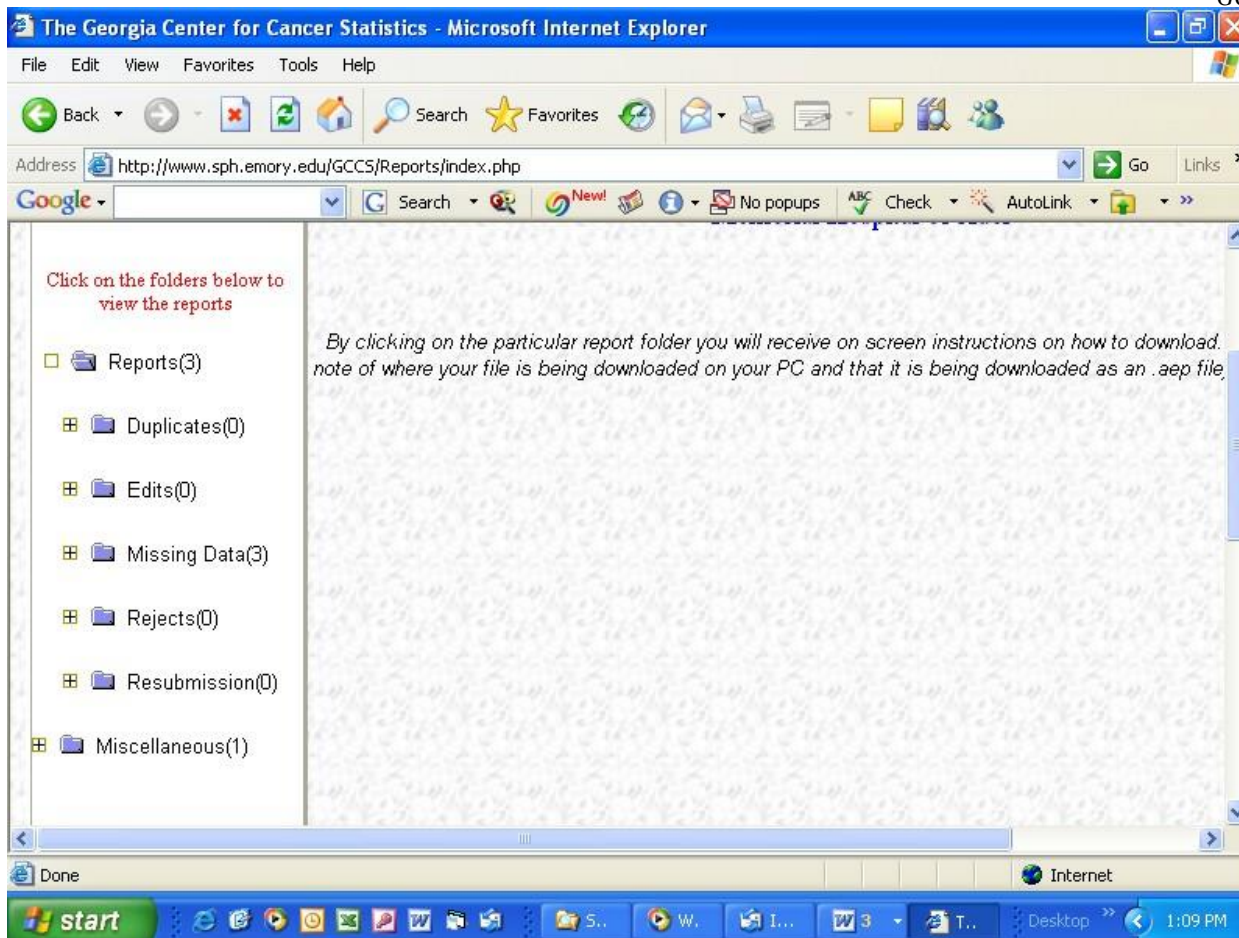 The Georgia Center for Cancer Statistics - Microsoft Internet Explorer
File Edit View Favorites Tools Help
Back Search Favorites
Address http://www.sph.emory.edu/GCCS/Reports/index.php Go Links
Google Search New! No popups ABC Check AutoLink
Click on the folders below to
view the reports
By clicking on the particular report folder you will receive on screen instructions on how to download.
note of where your file is being downloaded on your PC and that it is being downloaded as an .aep file
Reports(3)
Duplicates(0)
Edits(0)
Missing Data(3)
Rejects(0)
Resubmission(0)
Miscellaneous(1)
Done Internet
start S.. W. I... 3 T.. Desktop 1:09 PM